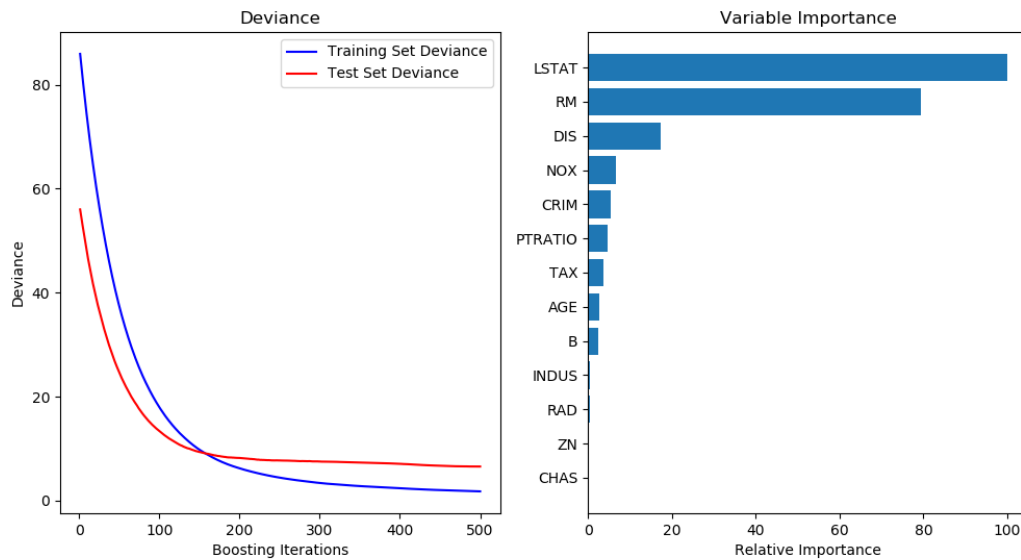 Deviance
Training Set Deviance
Test Set Deviance
80
60
40
20
0
Deviance
0 100 200 300 400 500
Boosting Iterations
Variable Importance
LSTAT
RM
DIS
NOX
CRIM
PTRATIO
TAX
AGE
B
INDUS
RAD
ZN
CHAS
0 20 40 60 80 100
Relative Importance